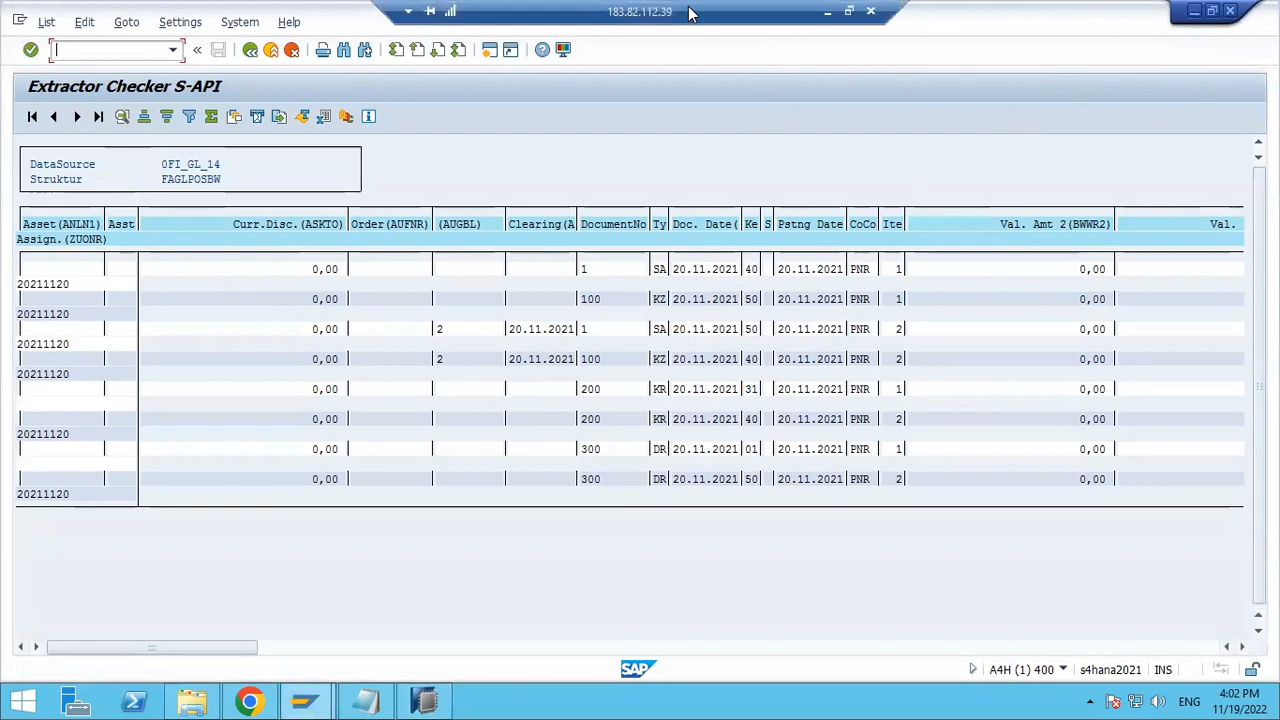 183.82.112.39
List Edit Goto Settings System Help
Extractor Checker S-API
DataSource 0FI_GL_14
Struktur FAGLPOSBW
Asset(ANLN1) Asst Curr.Disc.(ASKTO) Order(AUFNR) (AUGBL) Clearing(A DocumentNo Ty Doc. Date( Ke S Pstng Date CoCo Ite Val. Amt 2(BWWR2) Val.
Assign.(ZUONR)
0,00 1 SA 20.11.2021 40 20.11.2021 PNR 1 0,00
20211120
0,00 100 KZ 20.11.2021 50 20.11.2021 PNR 1 0,00
20211120
0,00 2 20.11.2021 1 SA 20.11.2021 50 20.11.2021 PNR 2 0,00
20211120
0,00 2 20.11.2021 100 KZ 20.11.2021 40 20.11.2021 PNR 2 0,00
20211120
0,00 200 KR 20.11.2021 31 20.11.2021 PNR 1 0,00
0,00 200 KR 20.11.2021 40 20.11.2021 PNR 2 0,00
20211120
0,00 300 DR 20.11.2021 01 20.11.2021 PNR 1 0,00
0,00 300 DR 20.11.2021 50 20.11.2021 PNR 2 0,00
20211120
SAP
A4H (1) 400 s4hana2021 INS
ENG
4:02 PM
11/19/2022